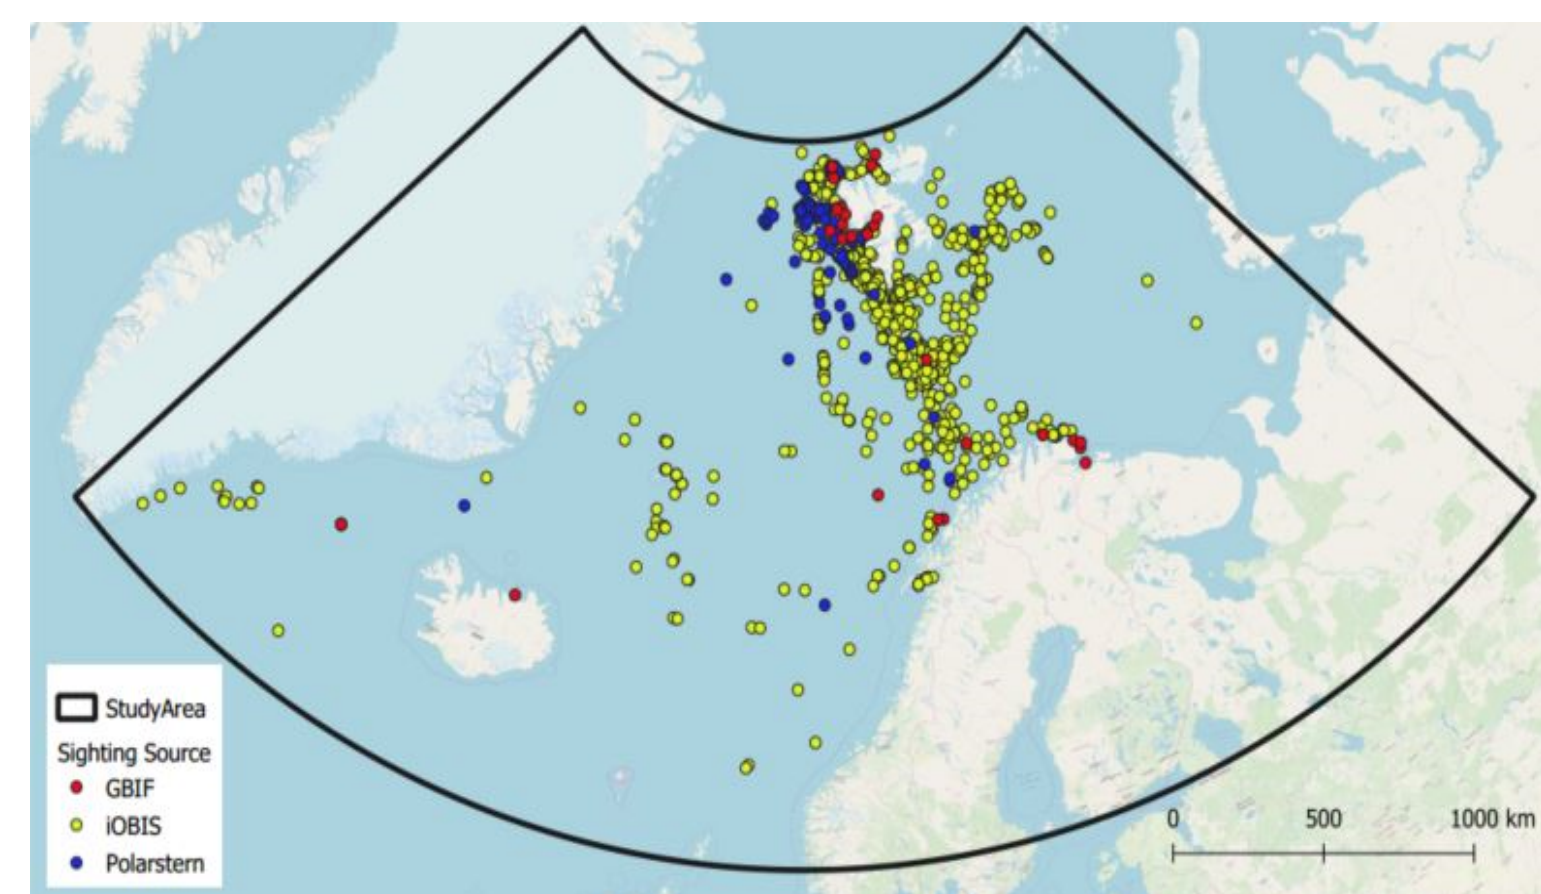 StudyArea
Sighting Source
GBIF
iOBIS
Polarstern
0 500 1000 km